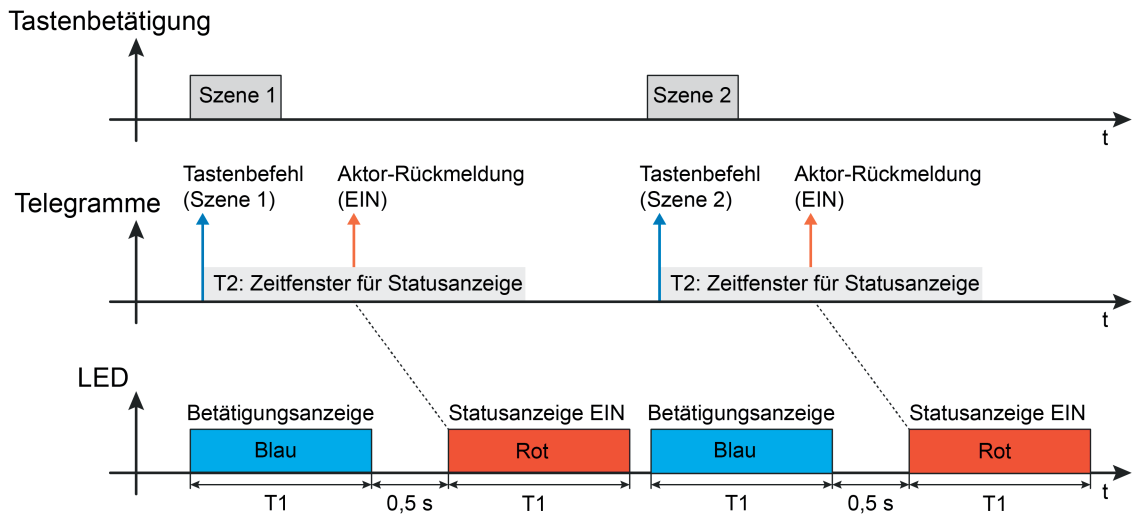 Tastenbetätigung
Szene 1
Szene 2
t
Tastenbefehl
(Szene 1)
Aktor-Rückmeldung
(EIN)
Tastenbefehl
(Szene 2)
Aktor-Rückmeldung
(EIN)
Telegramme
T2: Zeitfenster für Statusanzeige
T2: Zeitfenster für Statusanzeige
t
LED
Betätigungsanzeige
Statusanzeige EIN
Betätigungsanzeige
Statusanzeige EIN
Blau
Rot
Blau
Rot
t
T1
0,5 s
T1
T1
0,5 s
T1